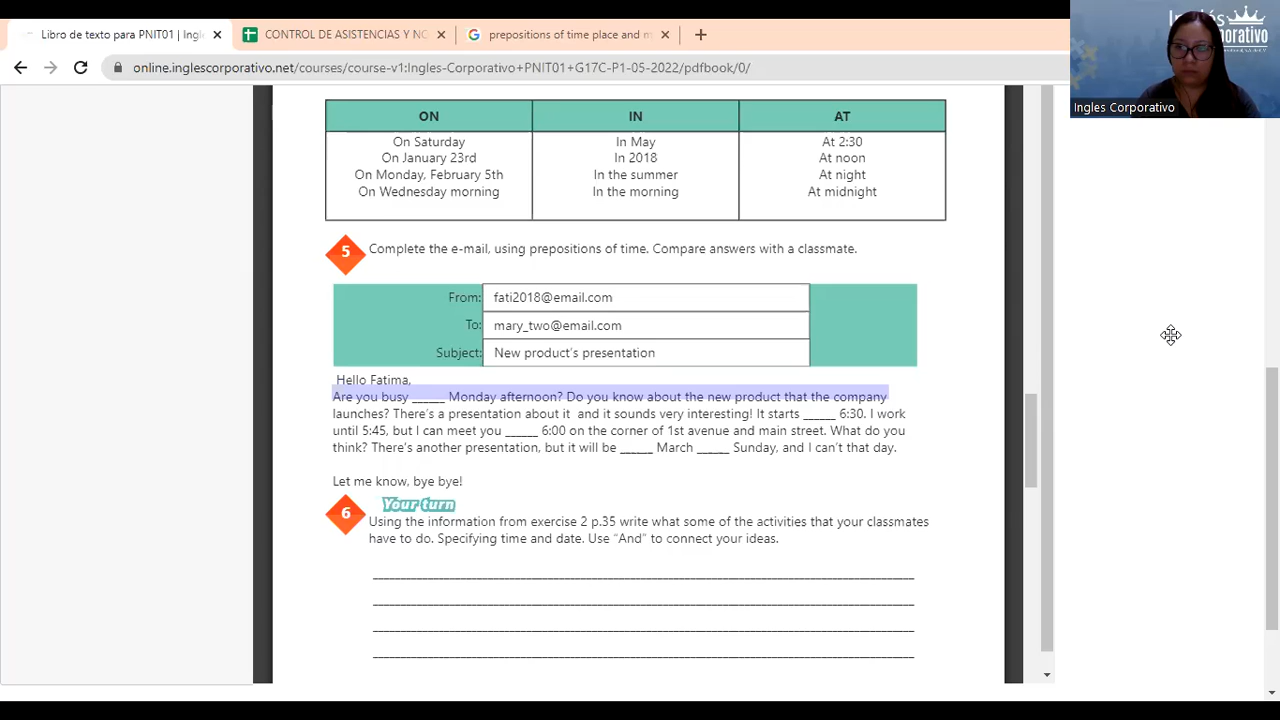 Libro de texto para PNIT01 | Ingl
CONTROL DE ASISTENCIAS Y NO
prepositions of time place and m
online.inglescorporativo.net/courses/course-v1:Ingles-Corporativo+PNIT01+G17C-P1-05-2022/pdfbook/0/
Inglés
Corporativo
Ingles Corporativo
ON IN AT
On Saturday In May At 2:30
On January 23rd In 2018 At noon
On Monday, February 5th In the summer At night
On Wednesday morning In the morning At midnight
5 Complete the e-mail, using prepositions of time. Compare answers with a classmate.
From: fati2018@email.com
To: mary_two@email.com
Subject: New product's presentation
Hello Fatima,
Are you busy ______ Monday afternoon? Do you know about the new product that the company
launches? There's a presentation about it and it sounds very interesting! It starts ______ 6:30. I work
until 5:45, but I can meet you ______ 6:00 on the corner of 1st avenue and main street. What do you
think? There's another presentation, but it will be ______ March ______ Sunday, and I can't that day.
Let me know, bye bye!
Your turn
6 Using the information from exercise 2 p.35 write what some of the activities that your classmates
have to do. Specifying time and date. Use “And” to connect your ideas.